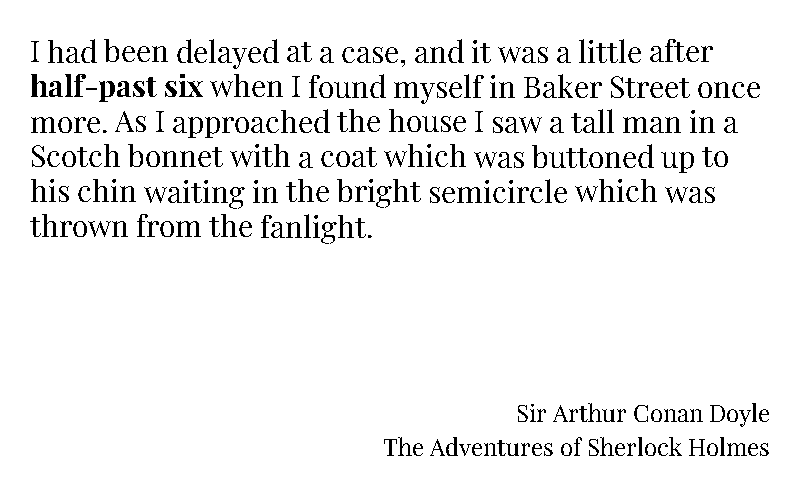 I had been delayed at a case, and it was a little after
half-past six when I found myself in Baker Street once
more. As I approached the house I saw a tall man in a
Scotch bonnet with a coat which was buttoned up to
his chin waiting in the bright semicircle which was
thrown from the fanlight.
Sir Arthur Conan Doyle
The Adventures of Sherlock Holmes